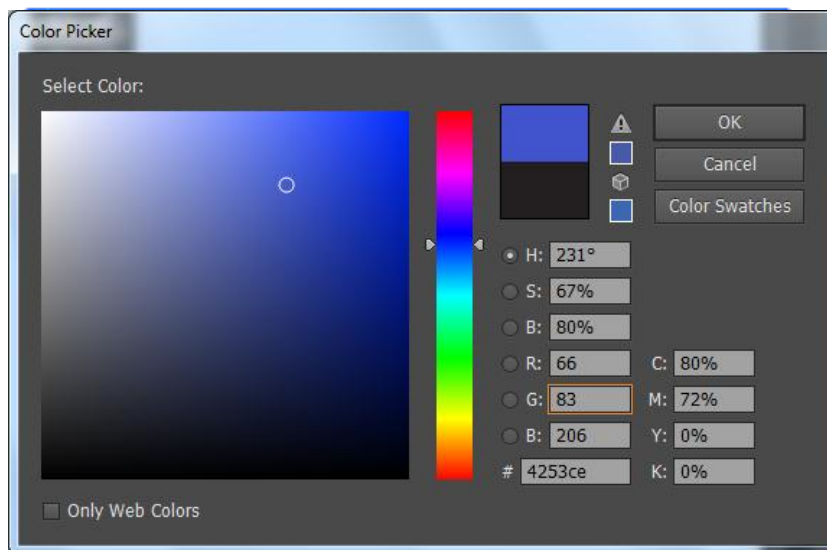 Color Picker
Select Color:
OK
Cancel
Color Swatches
H: 231°
S: 67%
B: 80%
R: 66 C: 80%
G: 83 M: 72%
B: 206 Y: 0%
# 4253ce K: 0%
Only Web Colors